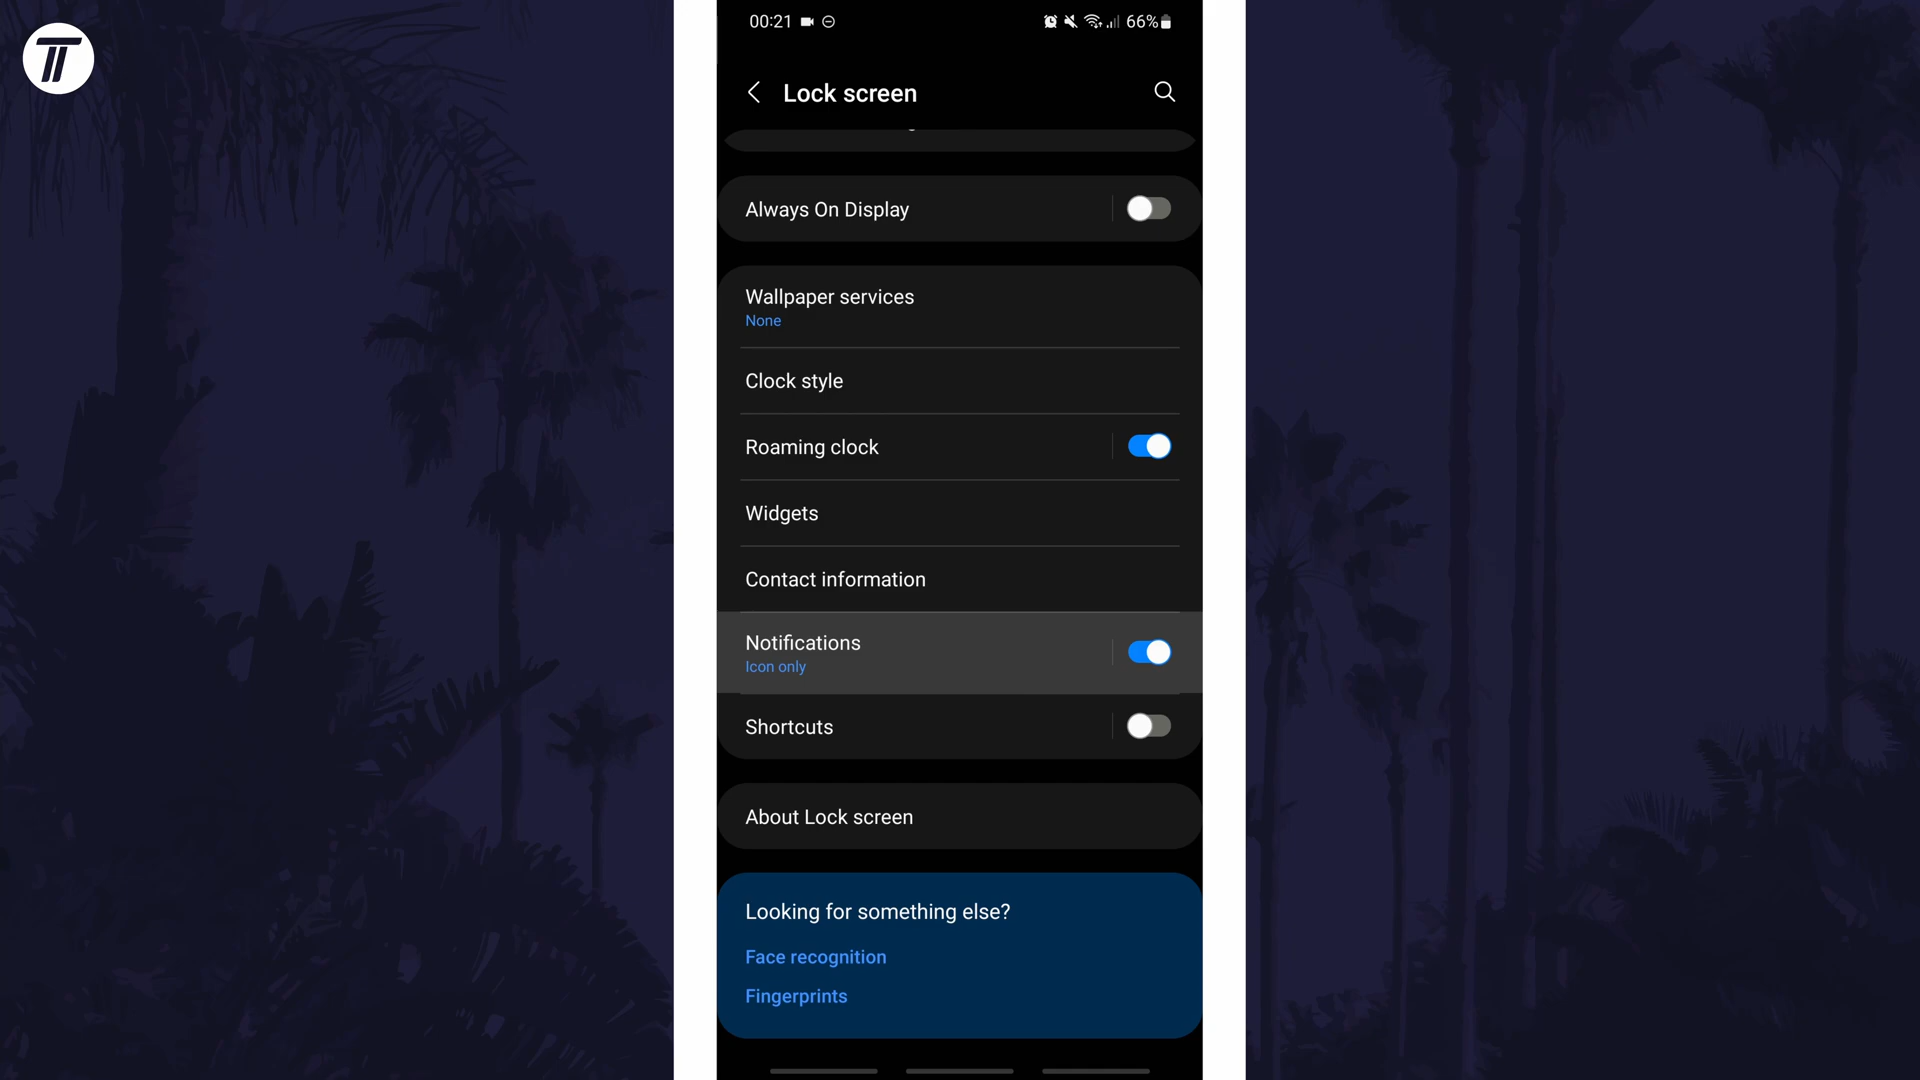 00:21
66%
Lock screen
Always On Display
Wallpaper services
None
Clock style
Roaming clock
Widgets
Contact information
Notifications
Icon only
Shortcuts
About Lock screen
Looking for something else?
Face recognition
Fingerprints